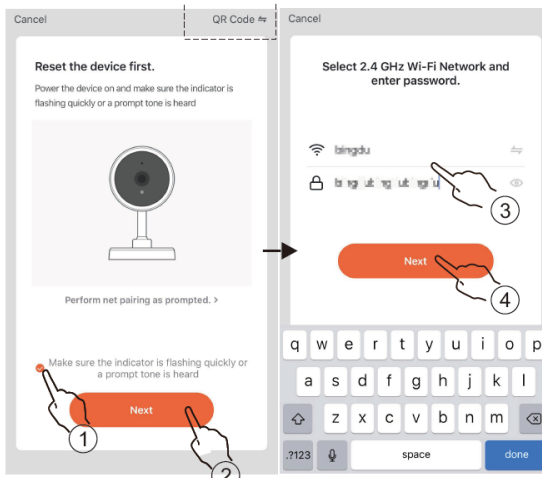 Cancel
QR Code ⇋
Reset the device first.
Power the device on and make sure the indicator is
flashing quickly or a prompt tone is heard
Perform net pairing as prompted. >
Make sure the indicator is flashing quickly or
a prompt tone is heard
Next
1
2
Cancel
Select 2.4 GHz Wi-Fi Network and
enter password.
3
Next
4
q w e r t y u i o p
a s d f g h j k l
z x c v b n m
.?123 space done